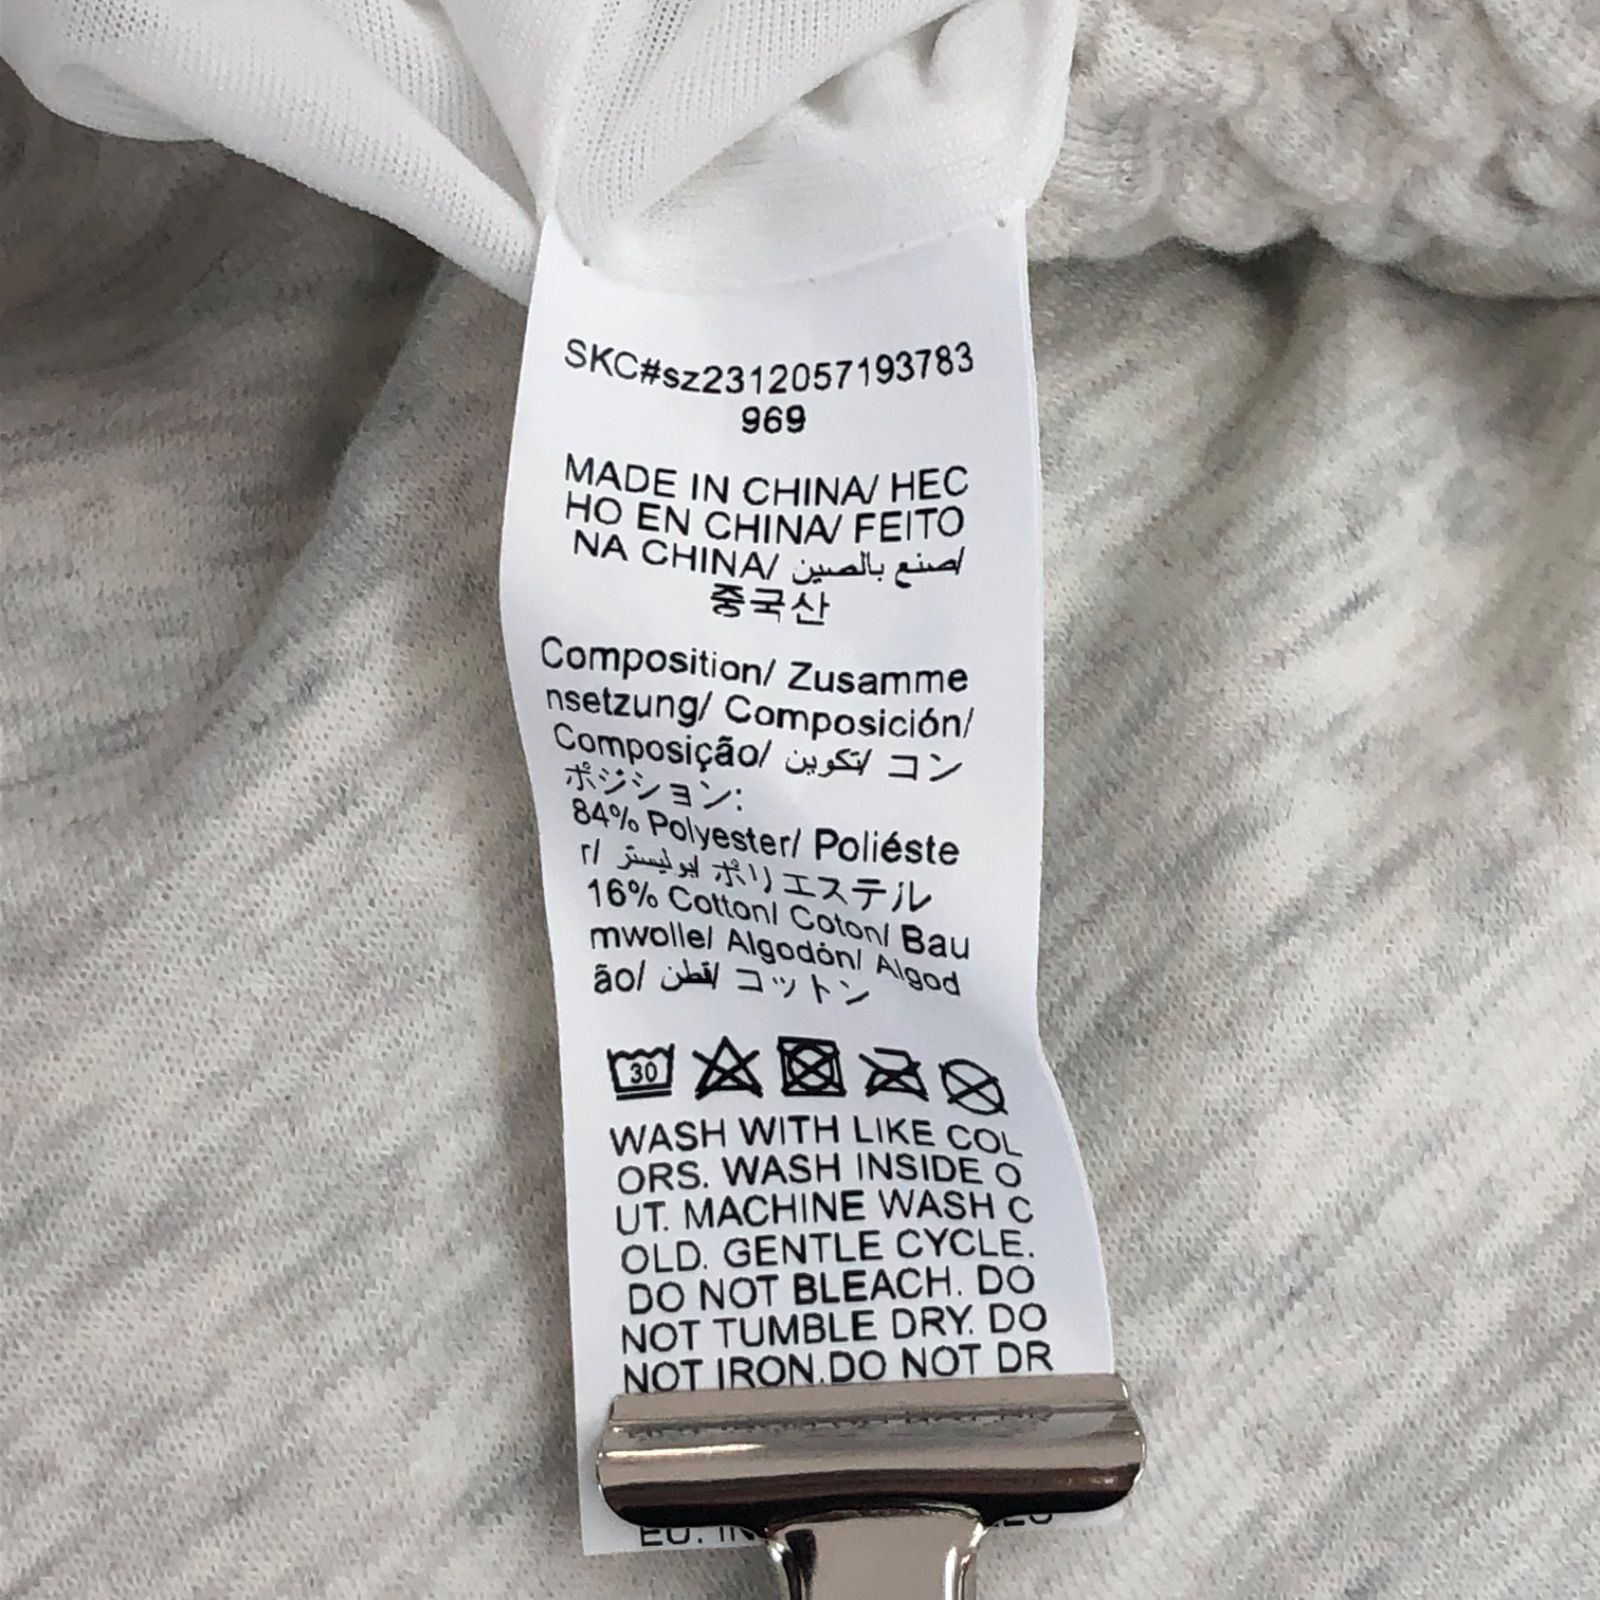 SKC#sz2312057193783
969
MADE IN CHINA/ HEC
HO EN CHINA/ FEITO
NA CHINA/ صنع بالصين/
중국산
Composition/ Zusamme
nsetzung/ Composición/
Composição/ تكوين/ コン
ポジション:
84% Polyester/ Poliéste
r/ بوليستر/ ポリエステル
16% Cotton/ Coton/ Bau
mwolle/ Algodón/ Algod
ão/ قطن/ コットン
30
WASH WITH LIKE COL
ORS. WASH INSIDE O
UT. MACHINE WASH C
OLD. GENTLE CYCLE.
DO NOT BLEACH. DO
NOT TUMBLE DRY. DO
NOT IRON.DO NOT DR